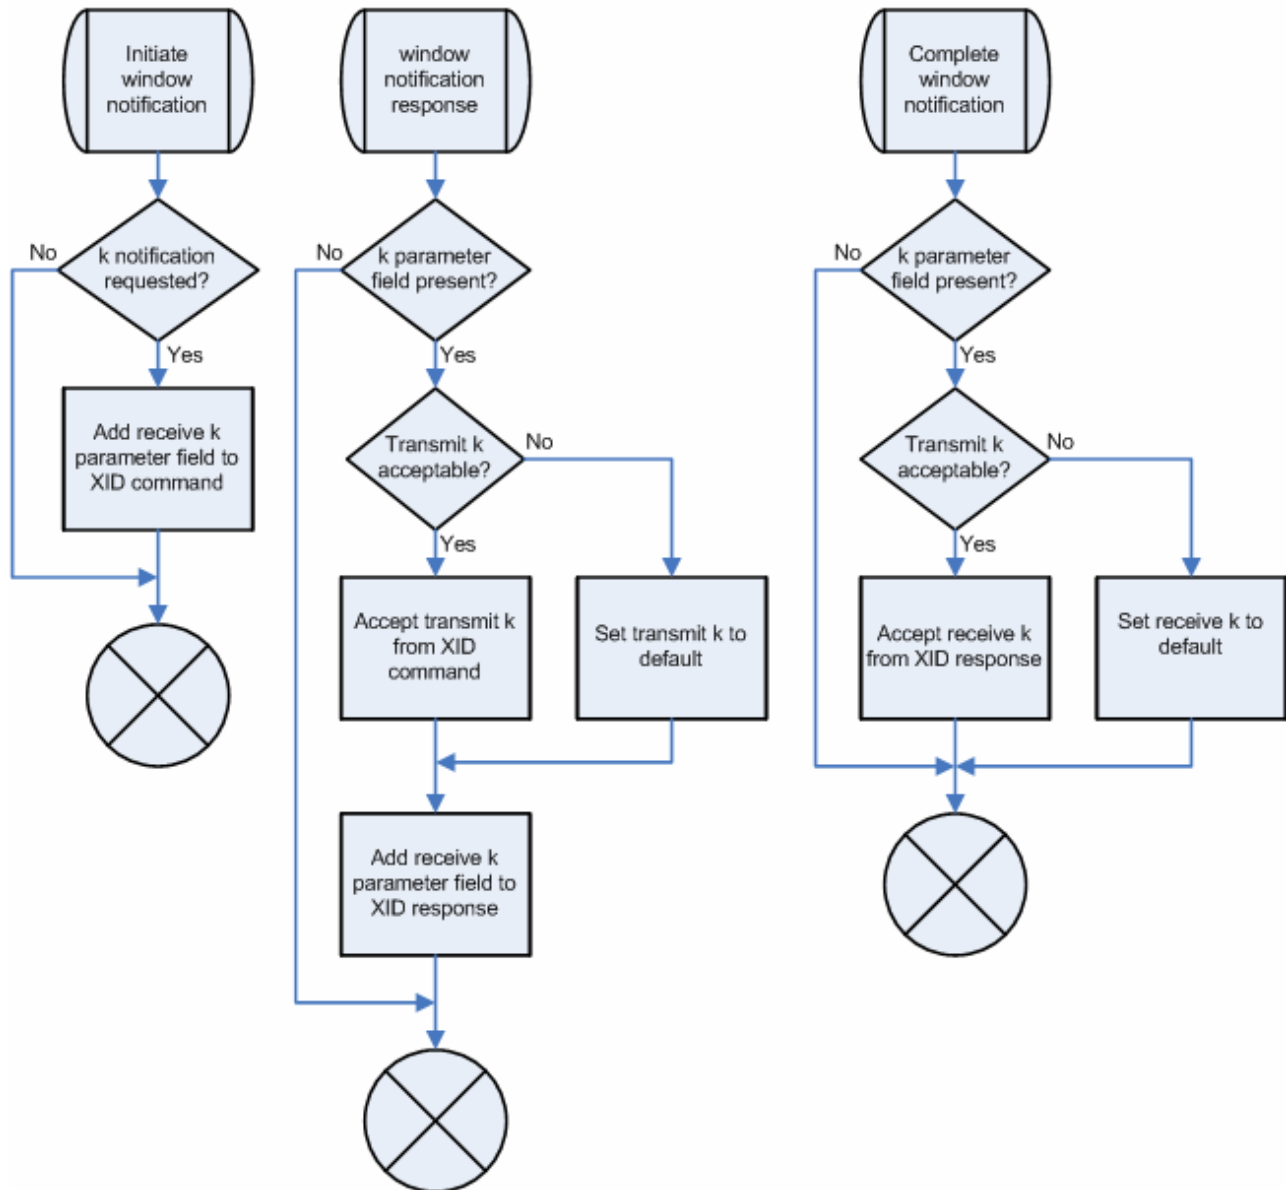 Initiate
window
notification
k notification
requested?
No
Yes
Add receive k
parameter field to
XID command
window
notification
response
k parameter
field present?
No
Yes
Transmit k
acceptable?
No
Yes
Accept transmit k
from XID
command
Set transmit k to
default
Add receive k
parameter field to
XID response
Complete
window
notification
k parameter
field present?
No
Yes
Transmit k
acceptable?
No
Yes
Accept receive k
from XID response
Set receive k to
default